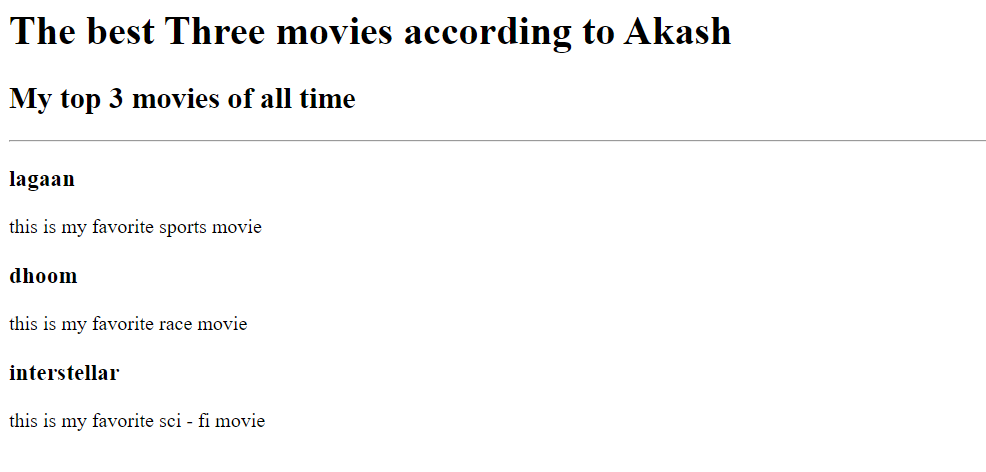 The best Three movies according to Akash
My top 3 movies of all time
lagaan
this is my favorite sports movie
dhoom
this is my favorite race movie
interstellar
this is my favorite sci - fi movie